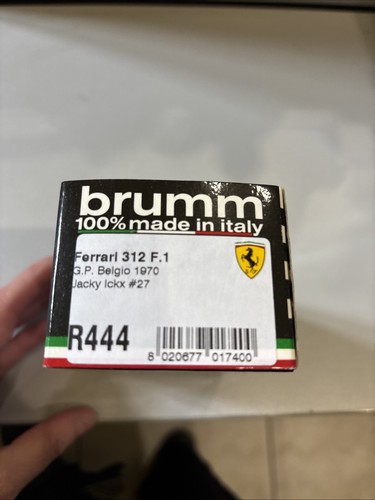 brumm
100% made in italy
Ferrari 312 F.1
G.P. Belgio 1970
Jacky Ickx #27
R444
8 020677 017400